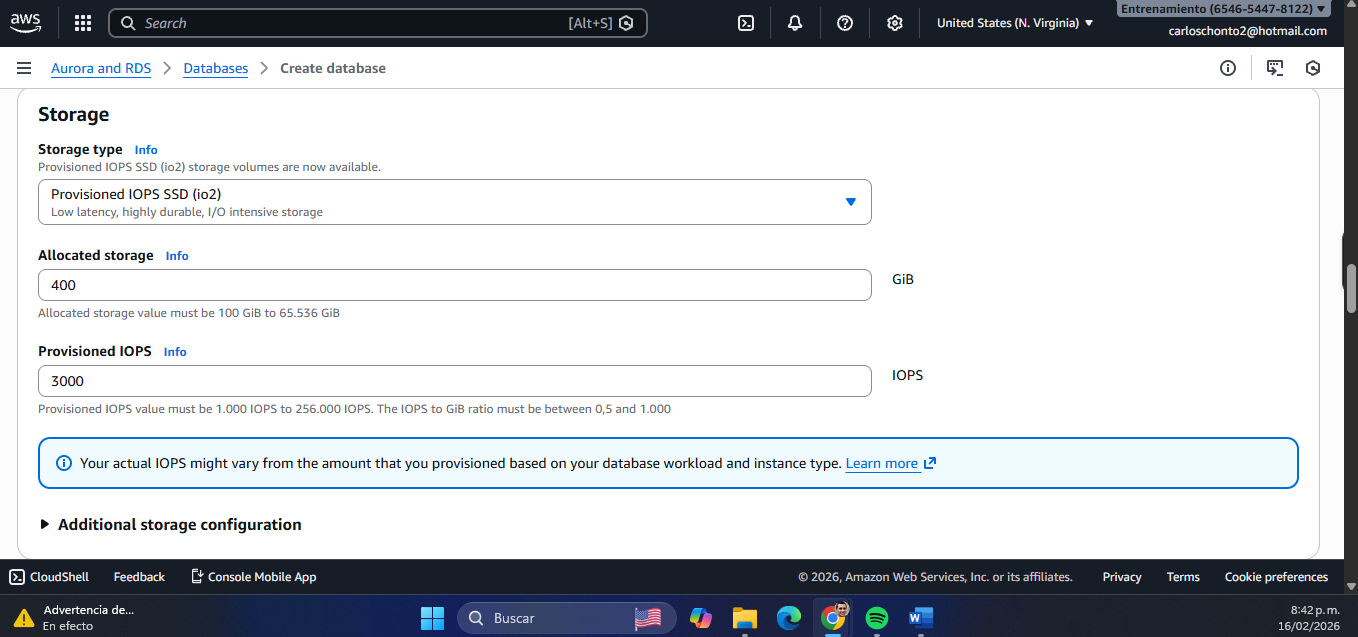 aws
Search
[Alt+S]
United States (N. Virginia)
Entrenamiento (6546-5447-8122)
carloschonto2@hotmail.com
Aurora and RDS
Databases
Create database
Storage
Storage type Info
Provisioned IOPS SSD (io2) storage volumes are now available.
Provisioned IOPS SSD (io2)
Low latency, highly durable, I/O intensive storage
Allocated storage Info
400
GiB
Allocated storage value must be 100 GiB to 65.536 GiB
Provisioned IOPS Info
3000
IOPS
Provisioned IOPS value must be 1.000 IOPS to 256.000 IOPS. The IOPS to GiB ratio must be between 0,5 and 1.000
Your actual IOPS might vary from the amount that you provisioned based on your database workload and instance type. Learn more
Additional storage configuration
CloudShell
Feedback
Console Mobile App
© 2026, Amazon Web Services, Inc. or its affiliates.
Privacy
Terms
Cookie preferences
Advertencia de...
En efecto
Buscar
W
8:42 p. m.
16/02/2026